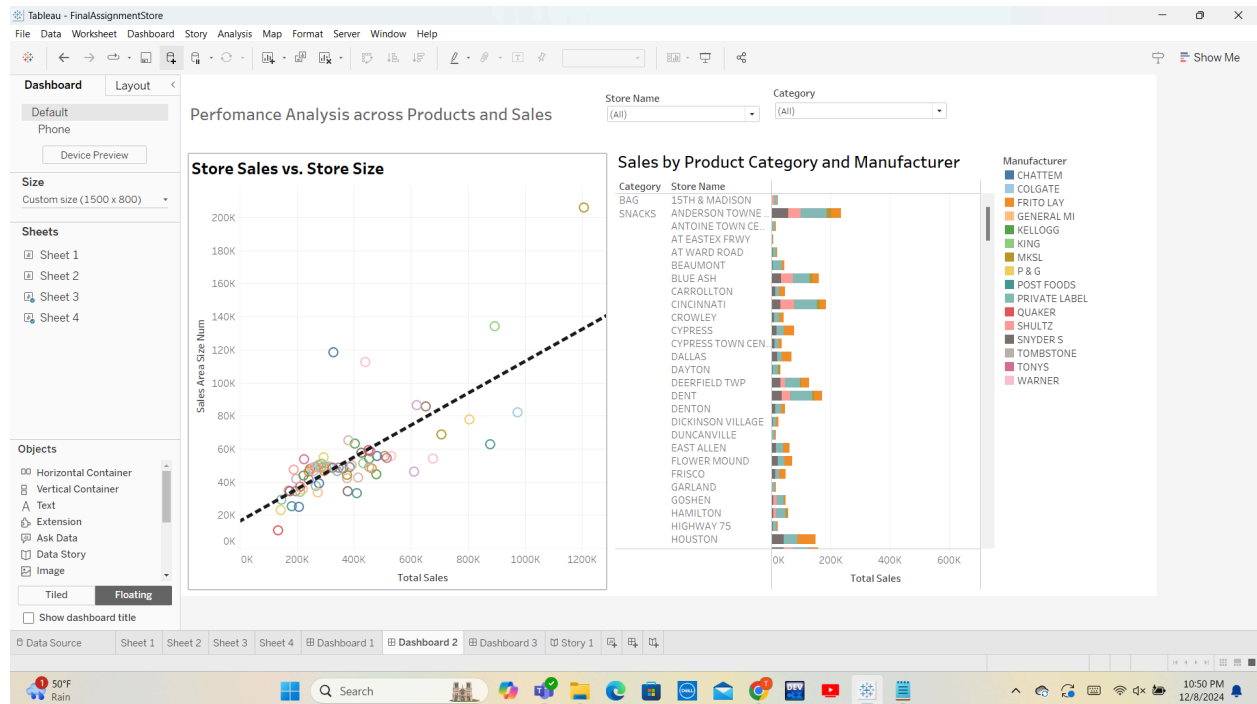 Tableau - FinalAssignmentStore
File Data Worksheet Dashboard Story Analysis Map Format Server Window Help
Show Me
Dashboard Layout
Default
Phone
Device Preview
Size
Custom size (1500 x 800)
Sheets
Sheet 1
Sheet 2
Sheet 3
Sheet 4
Objects
Horizontal Container
Vertical Container
Text
Extension
Ask Data
Data Story
Image
Tiled Floating
Show dashboard title
Perfomance Analysis across Products and Sales
Store Name
(All)
Category
(All)
Store Sales vs. Store Size
Sales Area Size Num
200K
180K
160K
140K
120K
100K
80K
60K
40K
20K
0K
0K 200K 400K 600K 800K 1000K 1200K
Total Sales
Sales by Product Category and Manufacturer
Category Store Name
BAG 15TH & MADISON
SNACKS ANDERSON TOWNE ..
ANTOINE TOWN CE..
AT EASTEX FRWY
AT WARD ROAD
BEAUMONT
BLUE ASH
CARROLLTON
CINCINNATI
CROWLEY
CYPRESS
CYPRESS TOWN CEN..
DALLAS
DAYTON
DEERFIELD TWP
DENT
DENTON
DICKINSON VILLAGE
DUNCANVILLE
EAST ALLEN
FLOWER MOUND
FRISCO
GARLAND
GOSHEN
HAMILTON
HIGHWAY 75
HOUSTON
0K 200K 400K 600K
Total Sales
Manufacturer
CHATTEM
COLGATE
FRITO LAY
GENERAL MI
KELLOGG
KING
MKSL
P & G
POST FOODS
PRIVATE LABEL
QUAKER
SHULTZ
SNYDER S
TOMBSTONE
TONYS
WARNER
Data Source Sheet 1 Sheet 2 Sheet 3 Sheet 4 Dashboard 1 Dashboard 2 Dashboard 3 Story 1
1
50°F
Rain
Search
T
DEV
10:50 PM
12/8/2024